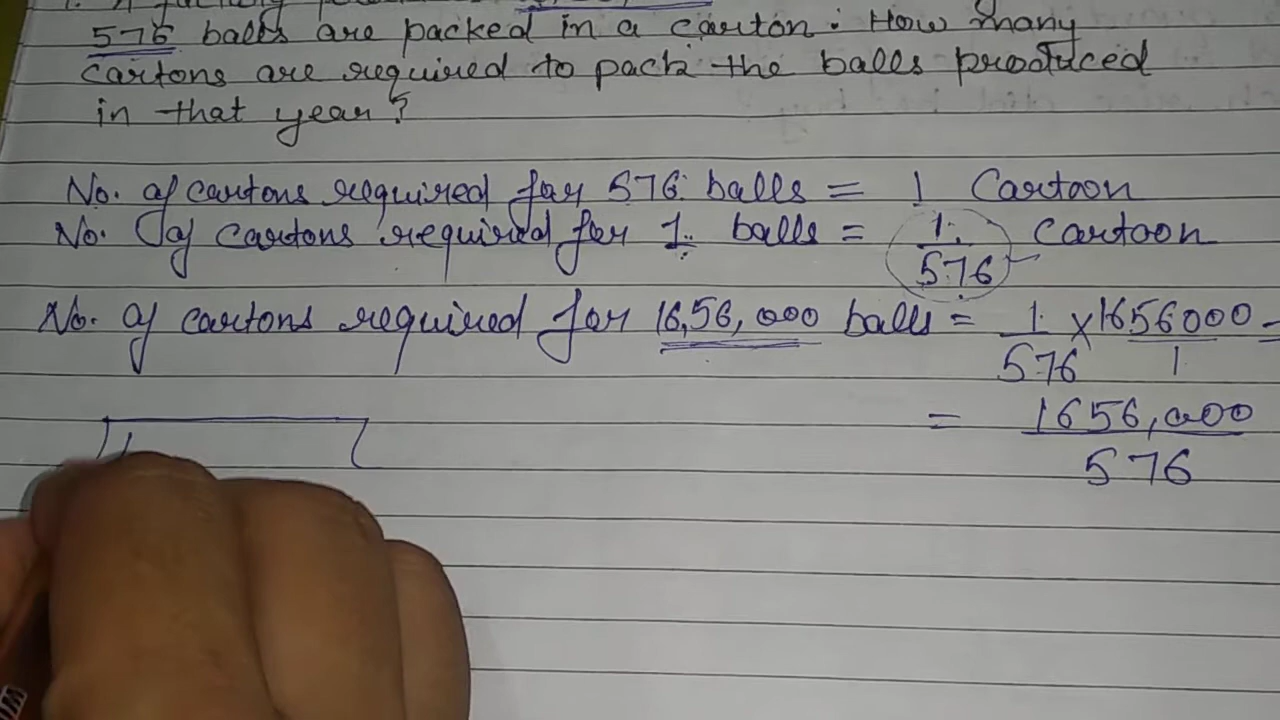 576 balls are packed in a carton. How many
cartons are required to pack the balls produced
in that year?
No. of cartons required for 576 balls = 1 Cartoon
No. of cartons required for 1 balls = 1/576 Cartoon
No. of cartons required for 16,56,000 balls = 1/576 × 1656000/1 =
= 1656,000/576